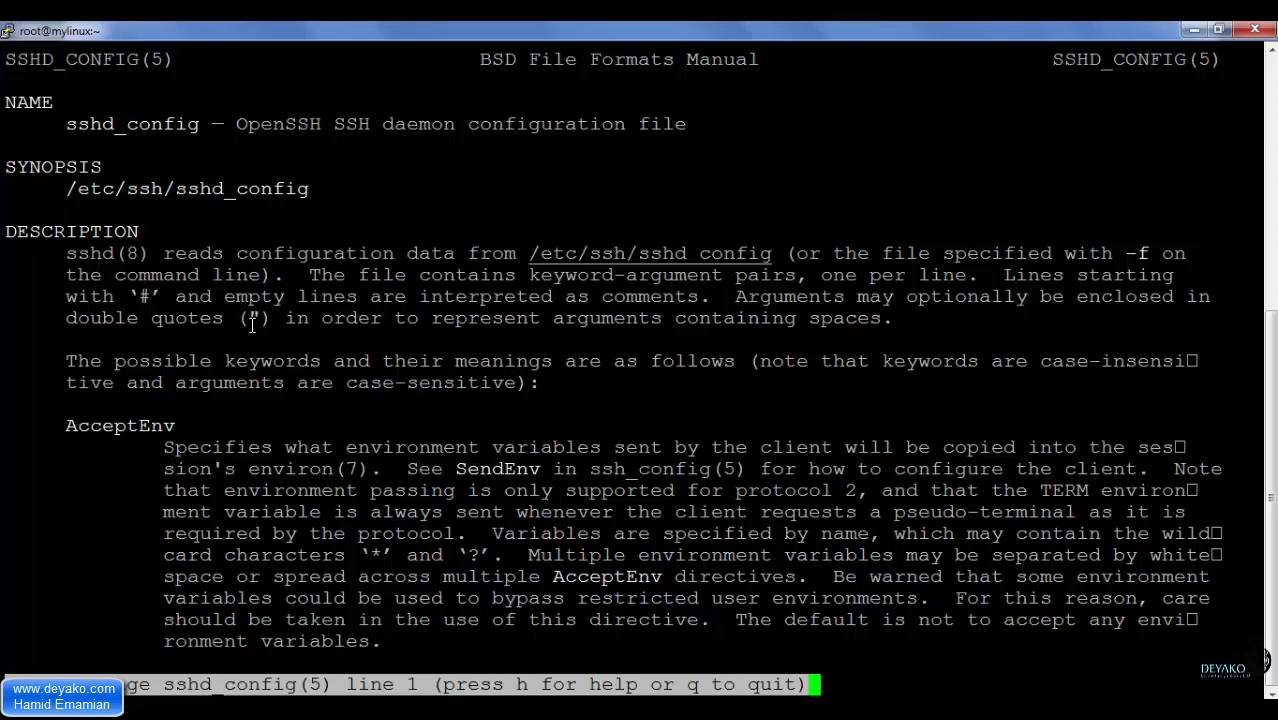 root@mylinux:~
SSHD_CONFIG(5) BSD File Formats Manual SSHD_CONFIG(5)
NAME
sshd_config — OpenSSH SSH daemon configuration file
SYNOPSIS
/etc/ssh/sshd_config
DESCRIPTION
sshd(8) reads configuration data from /etc/ssh/sshd_config (or the file specified with -f on
the command line). The file contains keyword-argument pairs, one per line. Lines starting
with ‘#’ and empty lines are interpreted as comments. Arguments may optionally be enclosed in
double quotes (") in order to represent arguments containing spaces.
The possible keywords and their meanings are as follows (note that keywords are case-insensi□
tive and arguments are case-sensitive):
AcceptEnv
Specifies what environment variables sent by the client will be copied into the ses□
sion's environ(7). See SendEnv in ssh_config(5) for how to configure the client. Note
that environment passing is only supported for protocol 2, and that the TERM environ□
ment variable is always sent whenever the client requests a pseudo-terminal as it is
required by the protocol. Variables are specified by name, which may contain the wild□
card characters ‘*’ and ‘?’. Multiple environment variables may be separated by white□
space or spread across multiple AcceptEnv directives. Be warned that some environment
variables could be used to bypass restricted user environments. For this reason, care
should be taken in the use of this directive. The default is not to accept any envi□
ronment variables.
ge sshd_config(5) line 1 (press h for help or q to quit)
www.deyako.com
Hamid Emamian
DEYAKO